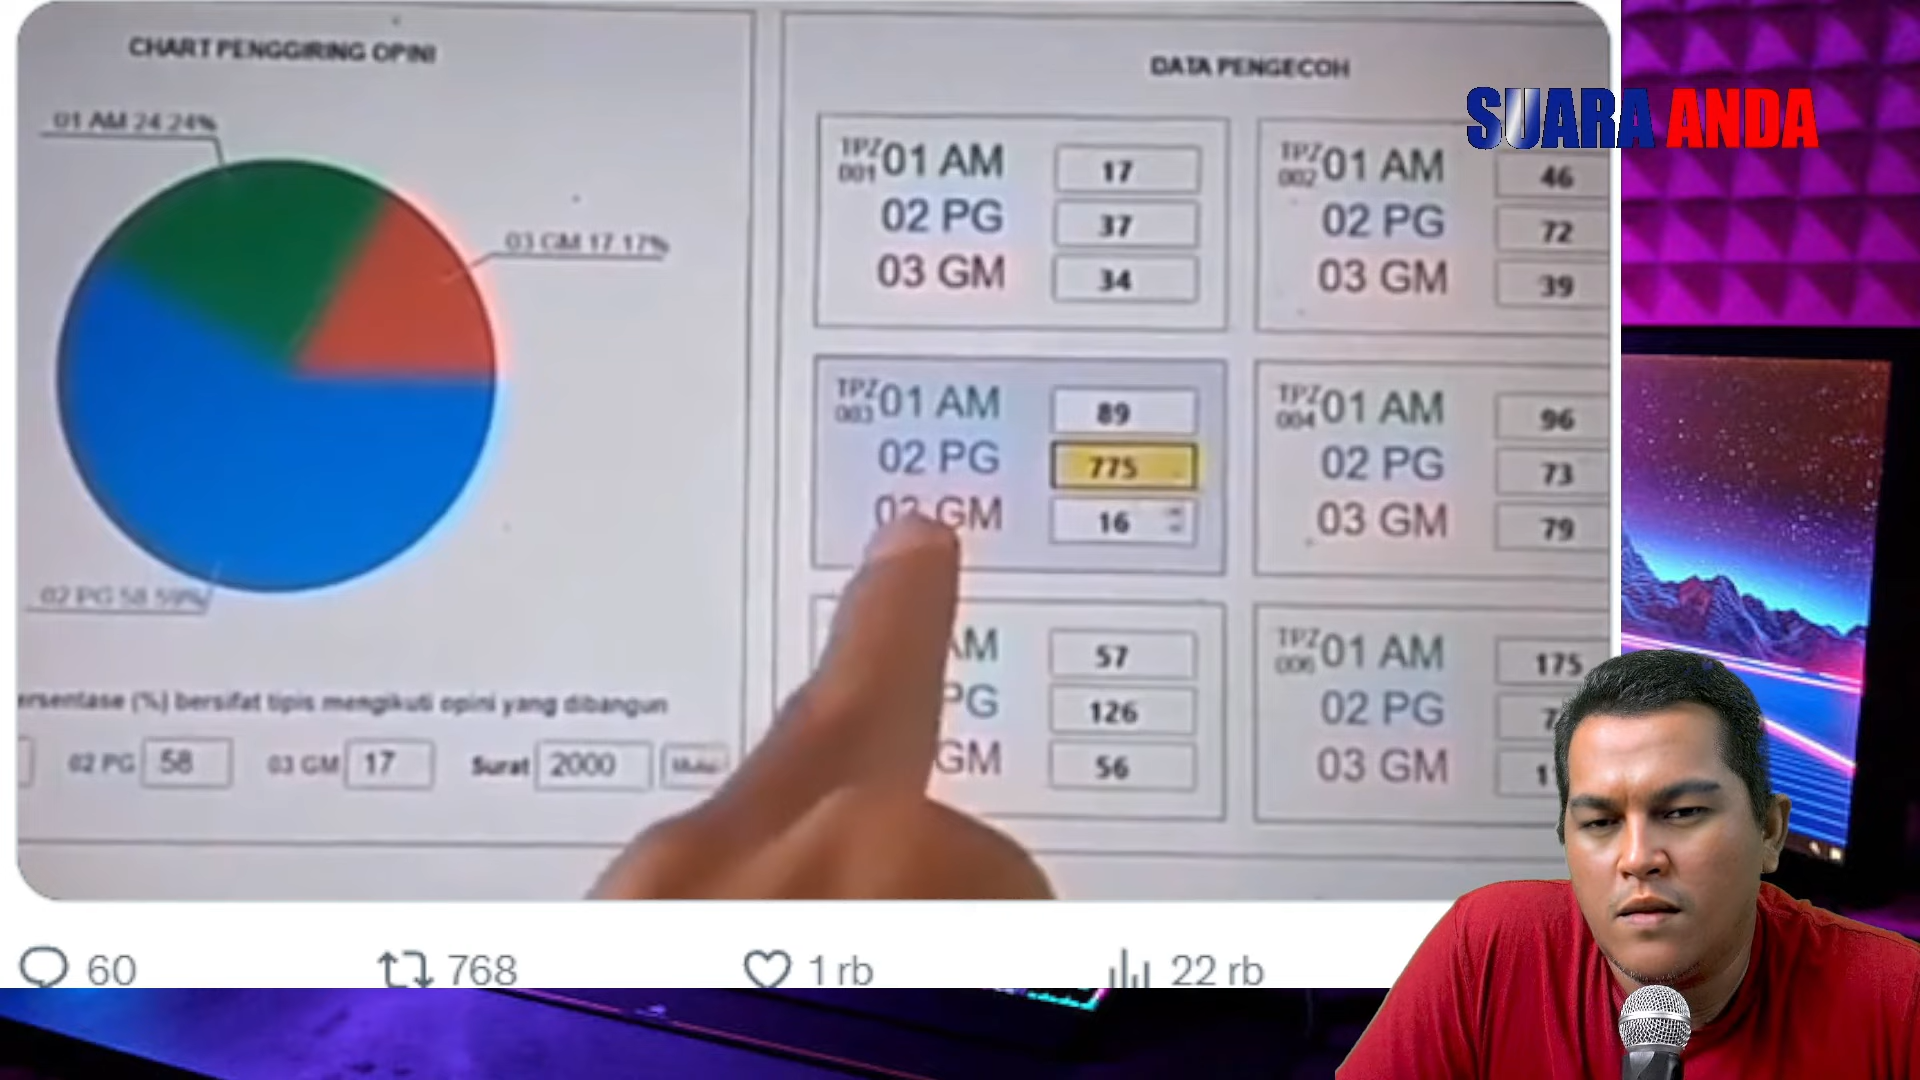 CHART PENGGIRING OPINI
01 AM 24.24%
03 GM 17.17%
02 PG 58.59%
ersentase (%) bersifat tipis mengikuti opini yang dibangun
02 PG 58 03 GM 17 Surat 2000
DATA PENGECOH
SUARA ANDA
TPZ 001
01 AM 17
02 PG 37
03 GM 34
TPZ 002
01 AM 46
02 PG 72
03 GM 39
TPZ 003
01 AM 89
02 PG 775
03 GM 16
TPZ 004
01 AM 96
02 PG 73
03 GM 79
AM 57
PG 126
GM 56
TPZ 006
01 AM 175
02 PG
03 GM
60 768 1 rb 22 rb